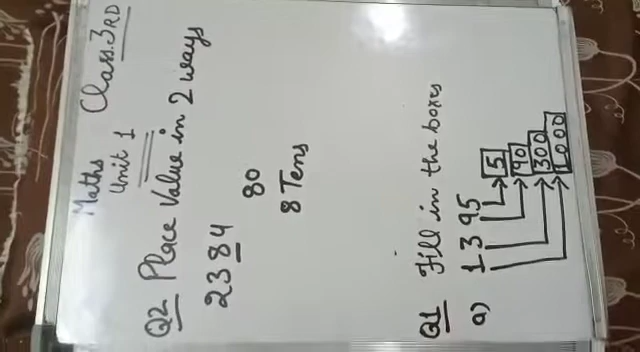 Maths Class.3RD
Unit 1
Q2 Place Value in 2 ways
2384
80
8 Tens
Q1 Fill in the boxes
a) 1395
5
90
300
1000